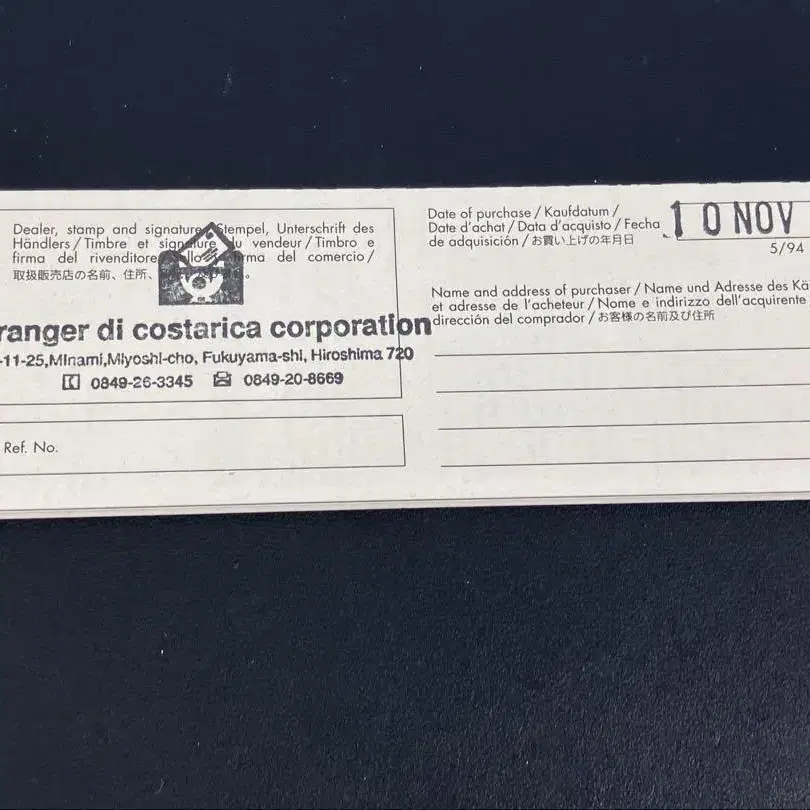 Dealer, stamp and signature / Stempel, Unterschrift des
Händlers / Timbre et signature du vendeur / Timbro e
firma del rivenditore firma del comercio /
取扱販売店の名前、住所、
ranger di costarica corporation
-11-25,Minami,Miyoshi-cho, Fukuyama-shi, Hiroshima 720
0849-26-3345 0849-20-8669
Ref. No.
Date of purchase / Kaufdatum /
Date d'achat / Data d'acquisto / Fecha
de adquisición / お買い上げの年月日
10 NOV
5/94
Name and address of purchaser / Name und Adresse des Kä
et adresse de l'acheteur / Nome e indirizzo dell'acquirente
dirección del comprador / お客様の名前及び住所